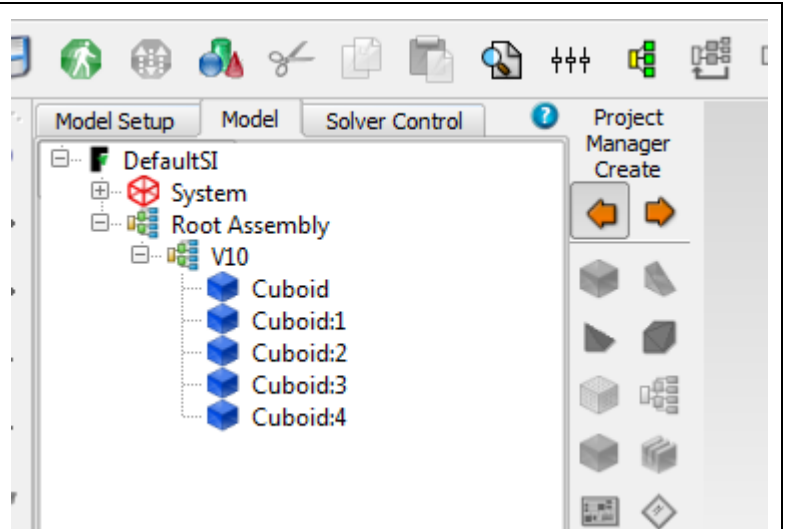 Model Setup Model Solver Control
Project
Manager
Create
DefaultSI
System
Root Assembly
V10
Cuboid
Cuboid:1
Cuboid:2
Cuboid:3
Cuboid:4